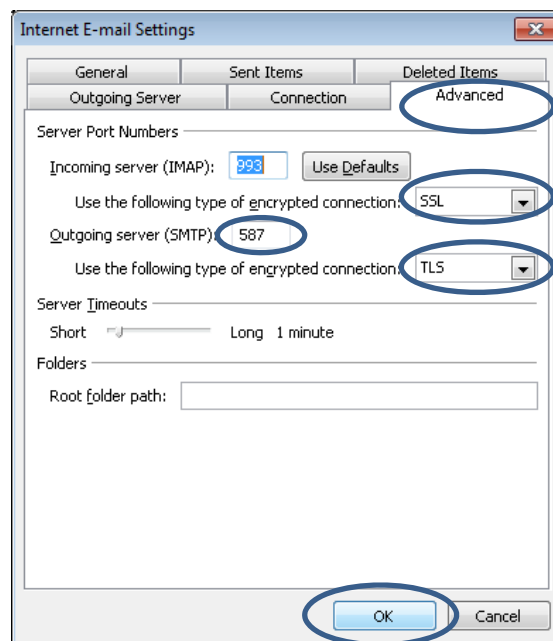 Internet E-mail Settings
General Sent Items Deleted Items
Outgoing Server Connection Advanced
Server Port Numbers
Incoming server (IMAP): 993 Use Defaults
Use the following type of encrypted connection: SSL
Outgoing server (SMTP): 587
Use the following type of encrypted connection: TLS
Server Timeouts
Short Long 1 minute
Folders
Root folder path:
OK Cancel